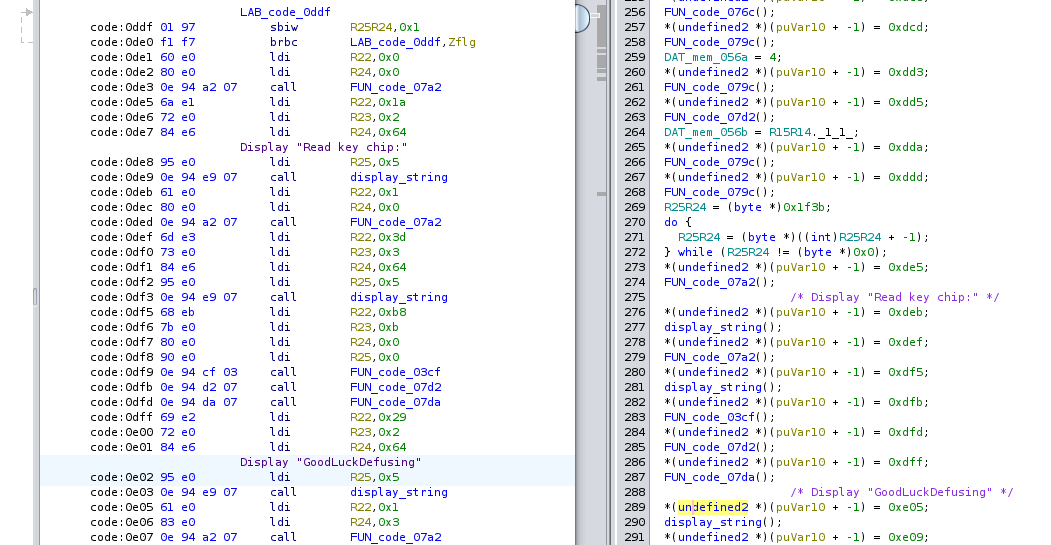 LAB_code_0ddf
code:0ddf 01 97 sbiw R25R24,0x1
code:0de0 f1 f7 brbc LAB_code_0ddf,Zflg
code:0de1 60 e0 ldi R22,0x0
code:0de2 80 e0 ldi R24,0x0
code:0de3 0e 94 a2 07 call FUN_code_07a2
code:0de5 6a e1 ldi R22,0x1a
code:0de6 72 e0 ldi R23,0x2
code:0de7 84 e6 ldi R24,0x64
Display "Read key chip:"
code:0de8 95 e0 ldi R25,0x5
code:0de9 0e 94 e9 07 call display_string
code:0deb 61 e0 ldi R22,0x1
code:0dec 80 e0 ldi R24,0x0
code:0ded 0e 94 a2 07 call FUN_code_07a2
code:0def 6d e3 ldi R22,0x3d
code:0df0 73 e0 ldi R23,0x3
code:0df1 84 e6 ldi R24,0x64
code:0df2 95 e0 ldi R25,0x5
code:0df3 0e 94 e9 07 call display_string
code:0df5 68 eb ldi R22,0xb8
code:0df6 7b e0 ldi R23,0xb
code:0df7 80 e0 ldi R24,0x0
code:0df8 90 e0 ldi R25,0x0
code:0df9 0e 94 cf 03 call FUN_code_03cf
code:0dfb 0e 94 d2 07 call FUN_code_07d2
code:0dfd 0e 94 da 07 call FUN_code_07da
code:0dff 69 e2 ldi R22,0x29
code:0e00 72 e0 ldi R23,0x2
code:0e01 84 e6 ldi R24,0x64
Display "GoodLuckDefusing"
code:0e02 95 e0 ldi R25,0x5
code:0e03 0e 94 e9 07 call display_string
code:0e05 61 e0 ldi R22,0x1
code:0e06 83 e0 ldi R24,0x3
code:0e07 0e 94 a2 07 call FUN_code_07a2
256 FUN_code_076c();
257 *(undefined2 *)(puVar10 + -1) = 0xdcd;
258 FUN_code_079c();
259 DAT_mem_056a = 4;
260 *(undefined2 *)(puVar10 + -1) = 0xdd3;
261 FUN_code_079c();
262 *(undefined2 *)(puVar10 + -1) = 0xdd5;
263 FUN_code_07d2();
264 DAT_mem_056b = R15R14._1_1_;
265 *(undefined2 *)(puVar10 + -1) = 0xdda;
266 FUN_code_079c();
267 *(undefined2 *)(puVar10 + -1) = 0xddd;
268 FUN_code_079c();
269 R25R24 = (byte *)0x1f3b;
270 do {
271 R25R24 = (byte *)((int)R25R24 + -1);
272 } while (R25R24 != (byte *)0x0);
273 *(undefined2 *)(puVar10 + -1) = 0xde5;
274 FUN_code_07a2();
275 /* Display "Read key chip:" */
276 *(undefined2 *)(puVar10 + -1) = 0xdeb;
277 display_string();
278 *(undefined2 *)(puVar10 + -1) = 0xdef;
279 FUN_code_07a2();
280 *(undefined2 *)(puVar10 + -1) = 0xdf5;
281 display_string();
282 *(undefined2 *)(puVar10 + -1) = 0xdfb;
283 FUN_code_03cf();
284 *(undefined2 *)(puVar10 + -1) = 0xdfd;
285 FUN_code_07d2();
286 *(undefined2 *)(puVar10 + -1) = 0xdff;
287 FUN_code_07da();
288 /* Display "GoodLuckDefusing" */
289 *(undefined2 *)(puVar10 + -1) = 0xe05;
290 display_string();
291 *(undefined2 *)(puVar10 + -1) = 0xe09;